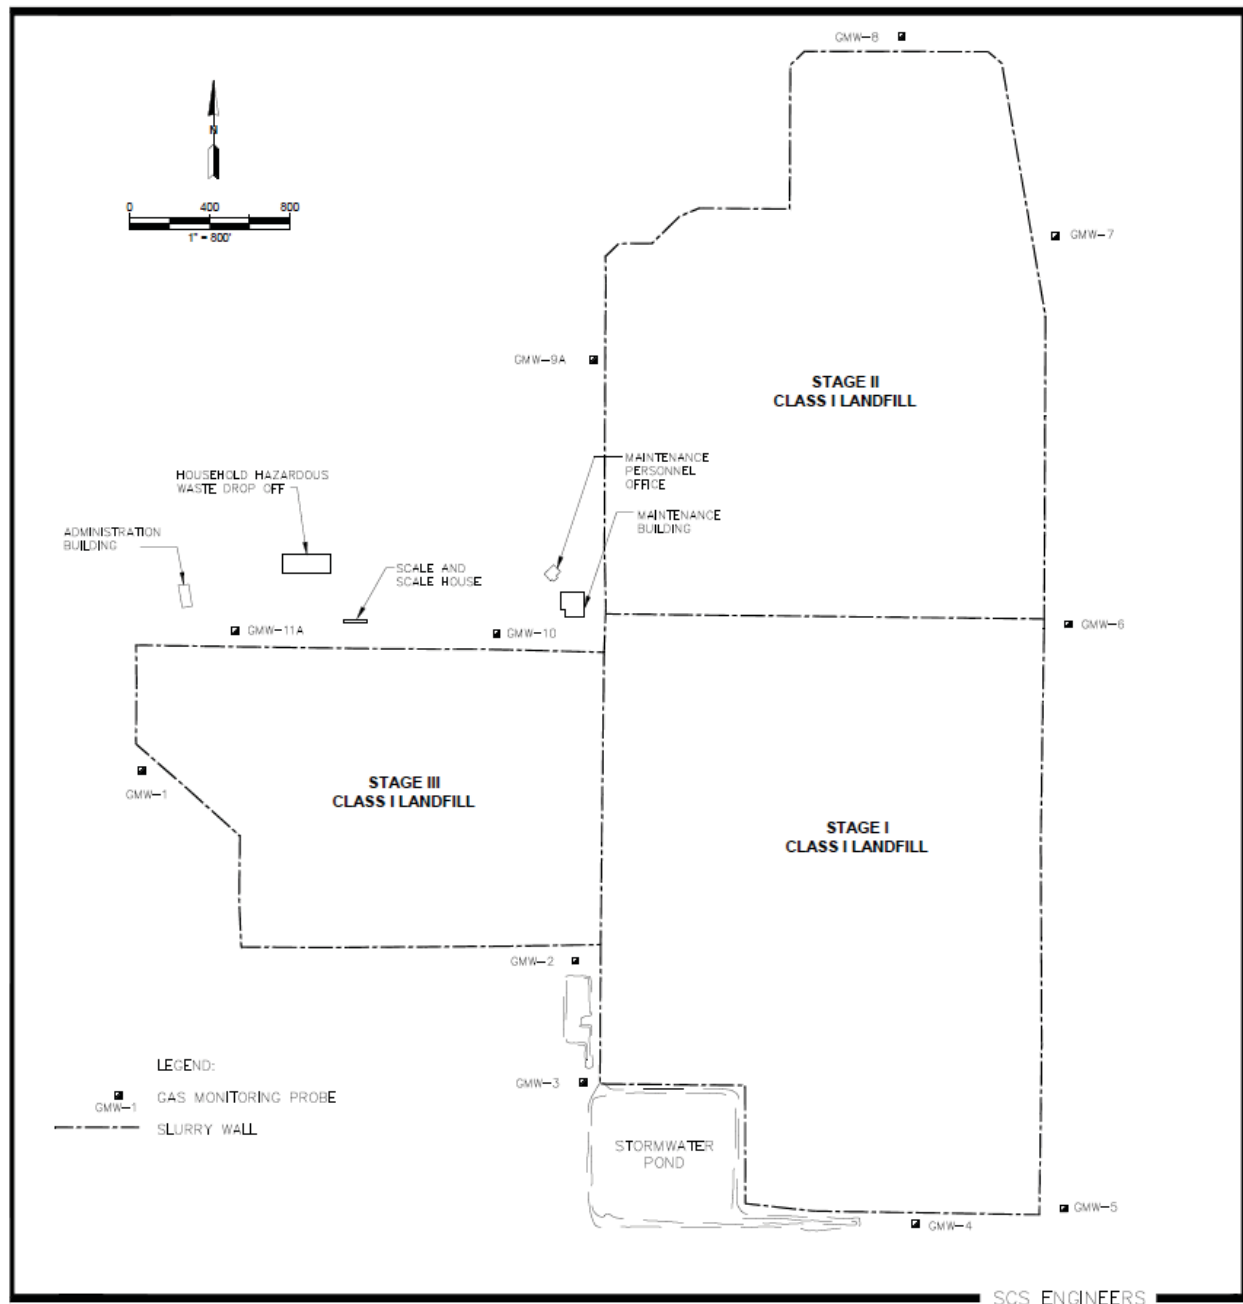 GMW-8
N
0 400 800
1" = 800'
GMW-7
GMW-9A
STAGE II
CLASS I LANDFILL
MAINTENANCE
PERSONNEL
OFFICE
HOUSEHOLD HAZARDOUS
WASTE DROP OFF
MAINTENANCE
BUILDING
ADMINISTRATION
BUILDING
SCALE AND
SCALE HOUSE
GMW-11A
GMW-10
GMW-6
STAGE III
CLASS I LANDFILL
GMW-1
STAGE I
CLASS I LANDFILL
GMW-2
LEGEND:
GMW-3
GMW-1 GAS MONITORING PROBE
SLURRY WALL
STORMWATER
POND
GMW-5
GMW-4
SCS ENGINEERS